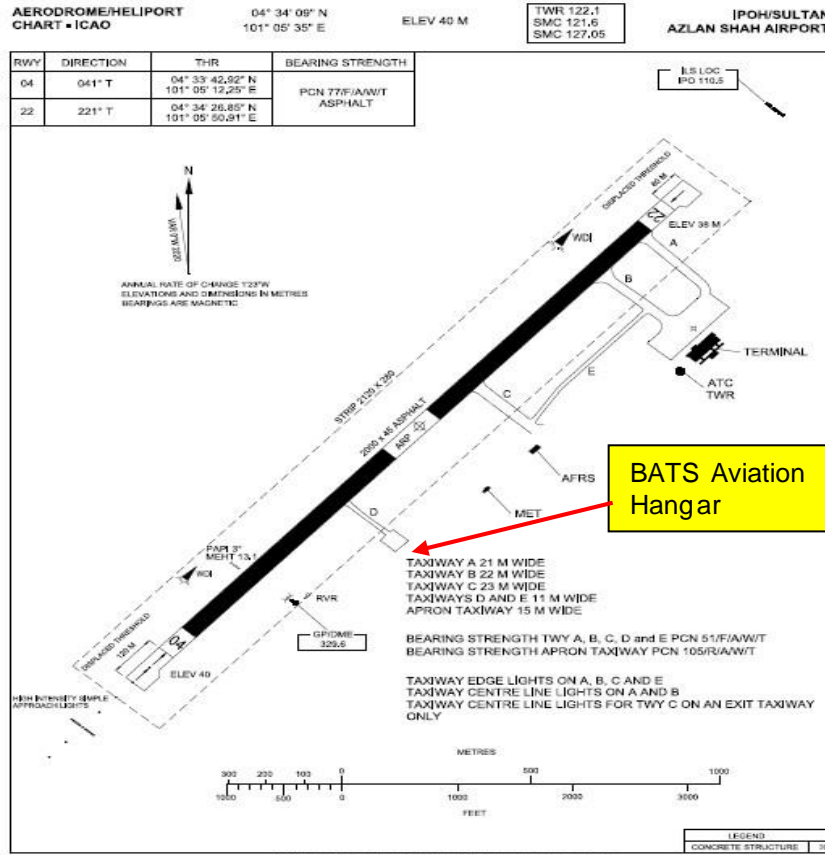 AERODROME/HELIPORT
CHART - ICAO
04° 34' 09" N
101° 05' 35" E
ELEV 40 M
TWR 122.1
SMC 121.6
SMC 127.05
IPOH/SULTAN
AZLAN SHAH AIRPORT
RWY DIRECTION THR BEARING STRENGTH
04 041° T 04° 33' 42.92" N
101° 05' 12.25" E
PCN 77/F/A/W/T
ASPHALT
22 221° T 04° 34' 26.85" N
101° 05' 50.91" E
ILS LOC
IPO 110.5
N
ANNUAL RATE OF CHANGE 1'23"W
ELEVATIONS AND DIMENSIONS IN METRES
BEARINGS ARE MAGNETIC
DISPLACED THRESHOLD
60 M
22
ELEV 38 M
WDI
A
B
TERMINAL
ATC
TWR
E
C
STRIP 2120 X 280
2000 x 45 ASPHALT
ARP
AFRS
MET
BATS Aviation
Hangar
D
PAPI 3°
MEHT 13.1
WDI
RVR
GP/DME
329.6
DISPLACED THRESHOLD
120 M
04
ELEV 40
HIGH INTENSITY SIMPLE
APPROACH LIGHTS
TAXIWAY A 21 M WIDE
TAXIWAY B 22 M WIDE
TAXIWAY C 23 M WIDE
TAXIWAYS D AND E 11 M WIDE
APRON TAXIWAY 15 M WIDE
BEARING STRENGTH TWY A, B, C, D and E PCN 51/F/A/W/T
BEARING STRENGTH APRON TAXIWAY PCN 105/R/A/W/T
TAXIWAY EDGE LIGHTS ON A, B, C AND E
TAXIWAY CENTRE LINE LIGHTS ON A AND B
TAXIWAY CENTRE LINE LIGHTS FOR TWY C ON AN EXIT TAXIWAY
ONLY
METRES
300 200 100 0 500 1000
1000 500 0 1000 2000 3000
FEET
LEGEND
CONCRETE STRUCTURE